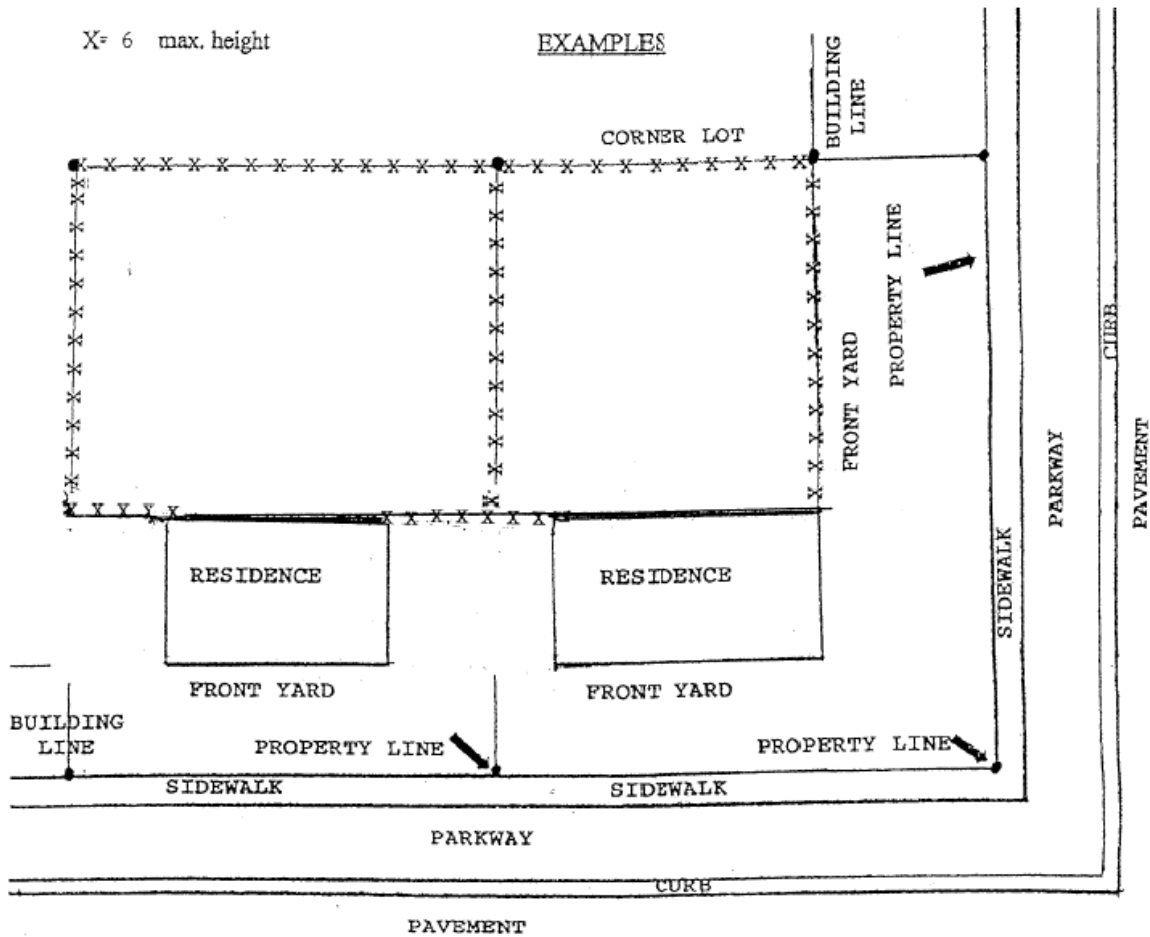 X= 6 max. height
EXAMPLES
BUILDING
LINE
CORNER LOT
PROPERTY LINE
FRONT YARD
CURB
PARKWAY
PAVEMENT
SIDEWALK
RESIDENCE
RESIDENCE
FRONT YARD
FRONT YARD
BUILDING
LINE
PROPERTY LINE
PROPERTY LINE
SIDEWALK
SIDEWALK
PARKWAY
CURB
PAVEMENT